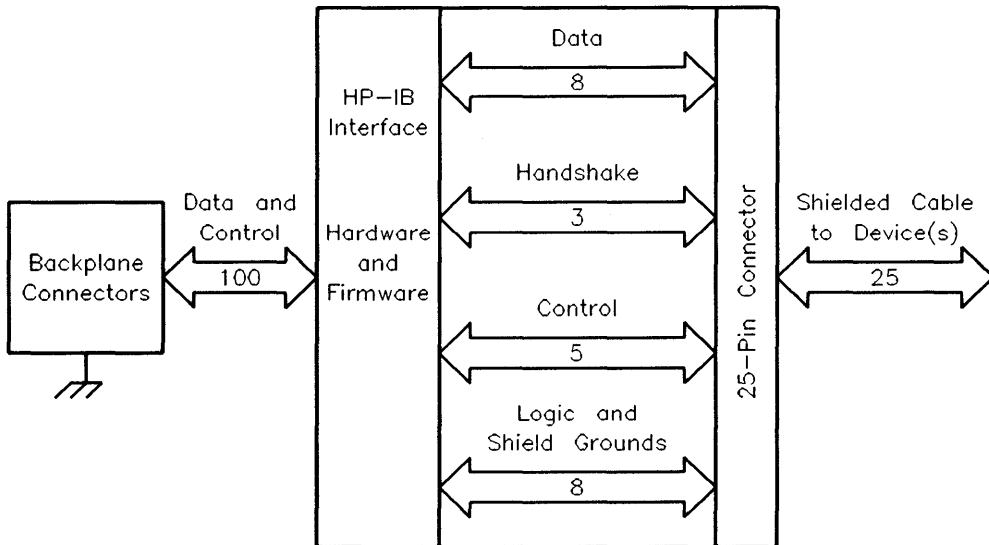 Backplane
Connectors
Data and
Control
100
HP-IB
Interface
Hardware
and
Firmware
Data
8
Handshake
3
Control
5
Logic and
Shield Grounds
8
25-Pin Connector
Shielded Cable
to Device(s)
25